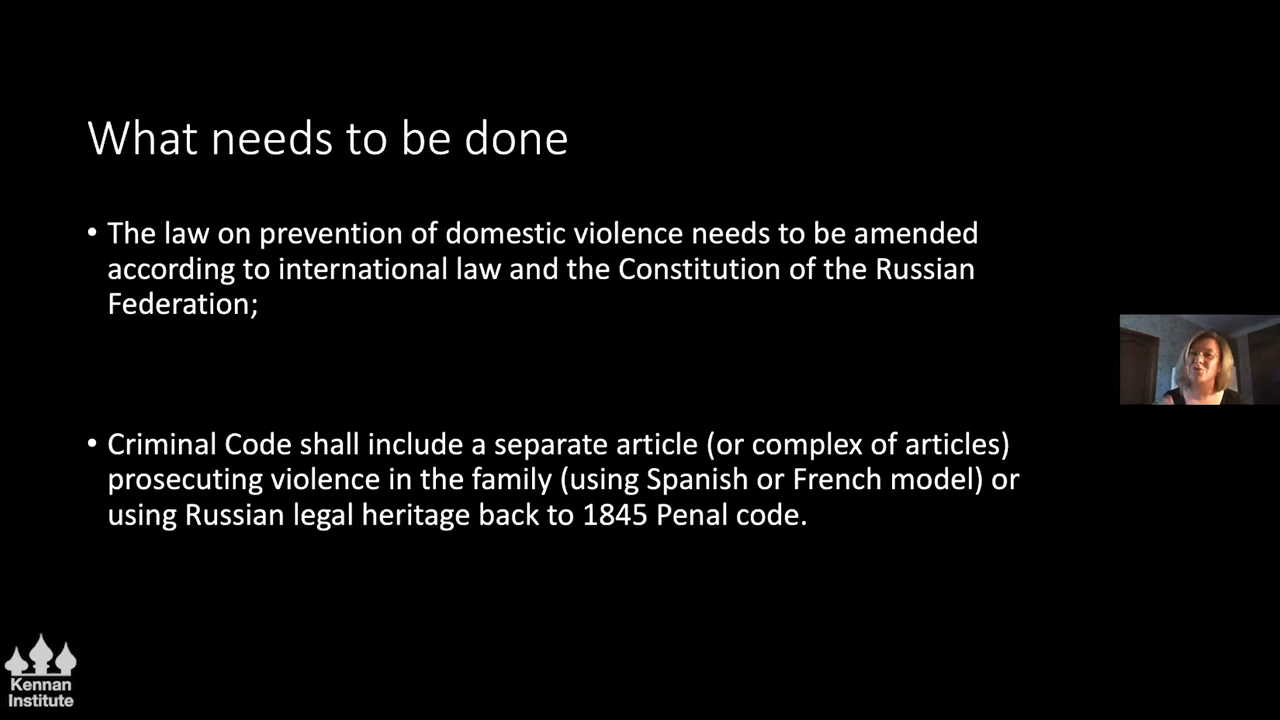 What needs to be done
• The law on prevention of domestic violence needs to be amended
according to international law and the Constitution of the Russian
Federation;
• Criminal Code shall include a separate article (or complex of articles)
prosecuting violence in the family (using Spanish or French model) or
using Russian legal heritage back to 1845 Penal code.
Kennan
Institute